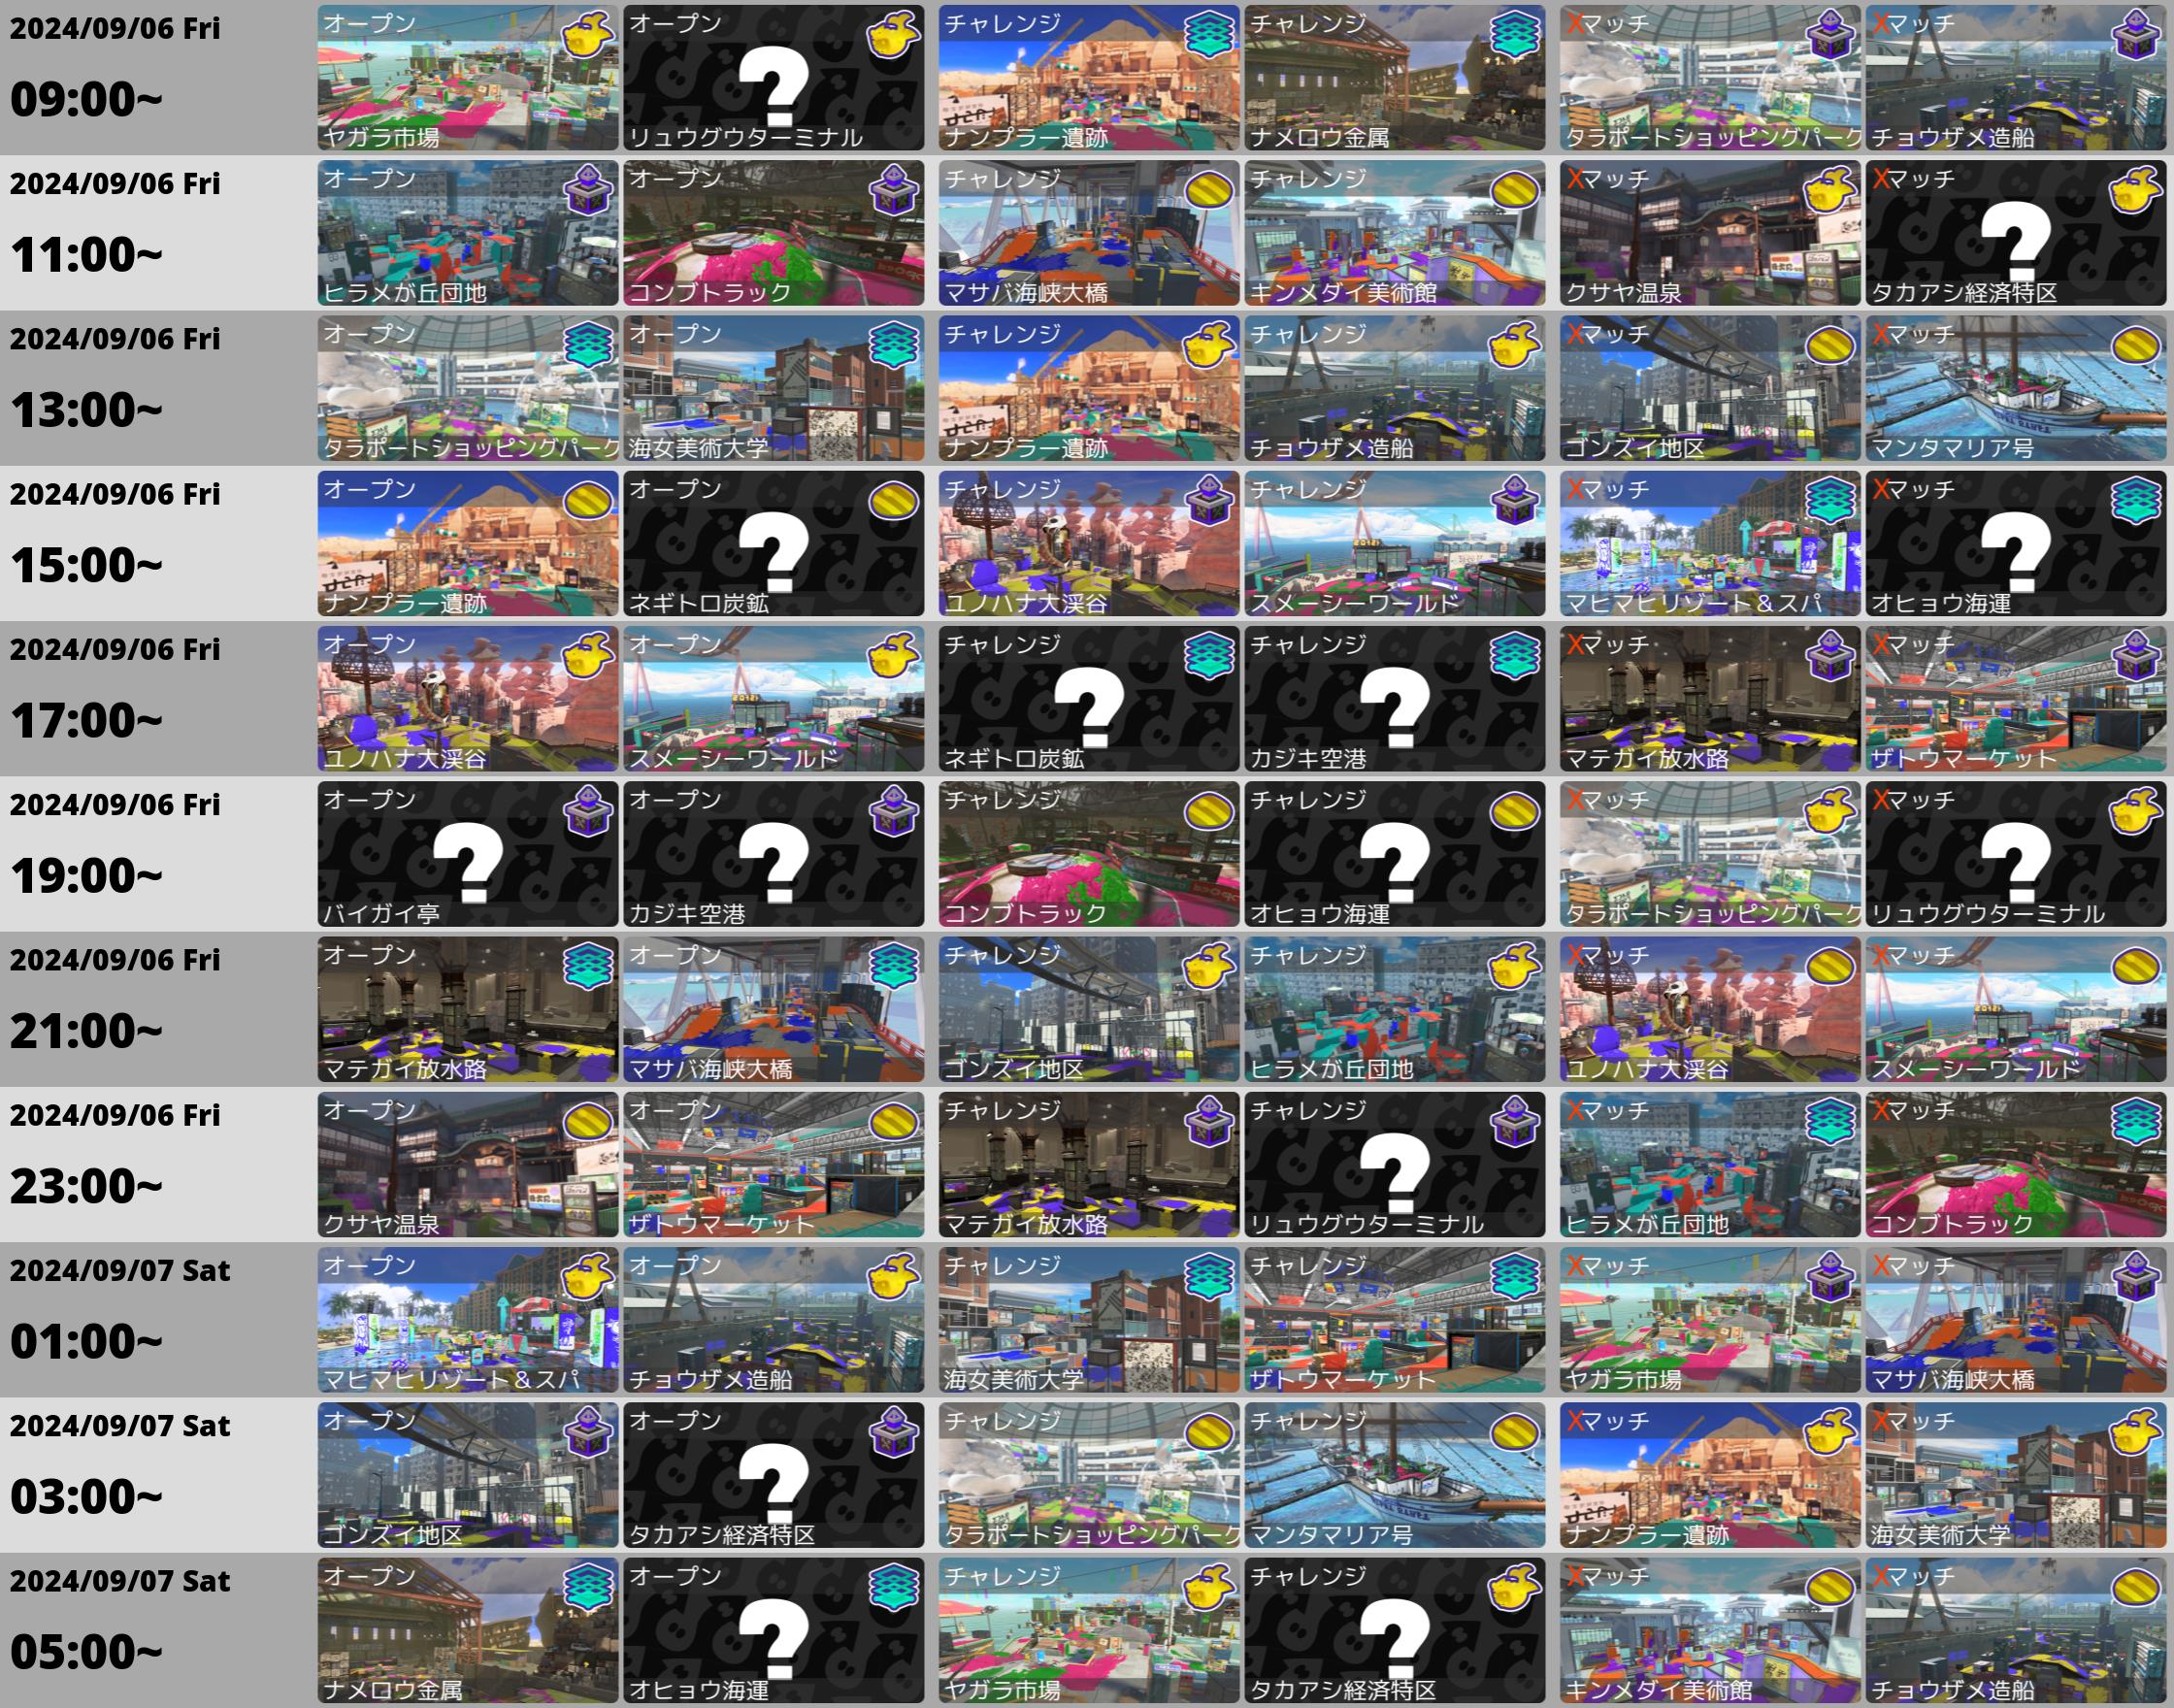 2024/09/06 Fri
09:00~
オープン
ヤガラ市場
オープン
リュウグウターミナル
チャレンジ
ナンプラー遺跡
チャレンジ
ナメロウ金属
Xマッチ
タラポートショッピングパーク
Xマッチ
チョウザメ造船
2024/09/06 Fri
11:00~
オープン
ヒラメが丘団地
オープン
コンブトラック
チャレンジ
マサバ海峡大橋
チャレンジ
キンメダイ美術館
Xマッチ
クサヤ温泉
Xマッチ
タカアシ経済特区
2024/09/06 Fri
13:00~
オープン
タラポートショッピングパーク
オープン
海女美術大学
チャレンジ
ナンプラー遺跡
チャレンジ
チョウザメ造船
Xマッチ
ゴンズイ地区
Xマッチ
マンタマリア号
2024/09/06 Fri
15:00~
オープン
ナンプラー遺跡
オープン
ネギトロ炭鉱
チャレンジ
ユノハナ大渓谷
チャレンジ
スメーシーワールド
Xマッチ
マヒマヒリゾート&スパ
Xマッチ
オヒョウ海運
2024/09/06 Fri
17:00~
オープン
ユノハナ大渓谷
オープン
スメーシーワールド
チャレンジ
ネギトロ炭鉱
チャレンジ
カジキ空港
Xマッチ
マテガイ放水路
Xマッチ
ザトウマーケット
2024/09/06 Fri
19:00~
オープン
バイガイ亭
オープン
カジキ空港
チャレンジ
コンブトラック
チャレンジ
オヒョウ海運
Xマッチ
タラポートショッピングパーク
Xマッチ
リュウグウターミナル
2024/09/06 Fri
21:00~
オープン
マテガイ放水路
オープン
マサバ海峡大橋
チャレンジ
ゴンズイ地区
チャレンジ
ヒラメが丘団地
Xマッチ
ユノハナ大渓谷
Xマッチ
スメーシーワールド
2024/09/06 Fri
23:00~
オープン
クサヤ温泉
オープン
ザトウマーケット
チャレンジ
マテガイ放水路
チャレンジ
リュウグウターミナル
Xマッチ
ヒラメが丘団地
Xマッチ
コンブトラック
2024/09/07 Sat
01:00~
オープン
マヒマヒリゾート&スパ
オープン
チョウザメ造船
チャレンジ
海女美術大学
チャレンジ
ザトウマーケット
Xマッチ
ヤガラ市場
Xマッチ
マサバ海峡大橋
2024/09/07 Sat
03:00~
オープン
ゴンズイ地区
オープン
タカアシ経済特区
チャレンジ
タラポートショッピングパーク
チャレンジ
マンタマリア号
Xマッチ
ナンプラー遺跡
Xマッチ
海女美術大学
2024/09/07 Sat
05:00~
オープン
ナメロウ金属
オープン
オヒョウ海運
チャレンジ
ヤガラ市場
チャレンジ
タカアシ経済特区
Xマッチ
キンメダイ美術館
Xマッチ
チョウザメ造船